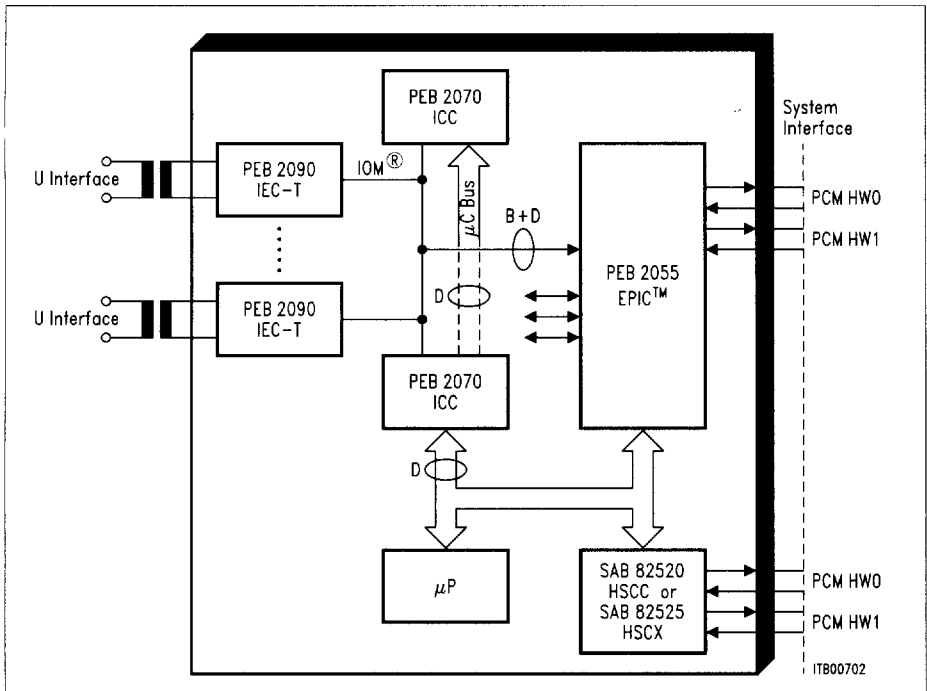 PEB 2070
ICC
System
Interface
U Interface
PEB 2090
IEC-T
IOM®
µC Bus
B+D
PEB 2055
EPIC™
PCM HW0
PCM HW1
D
U Interface
PEB 2090
IEC-T
PEB 2070
ICC
D
µP
SAB 82520
HSCC or
SAB 82525
HSCX
PCM HW0
PCM HW1
ITB00702